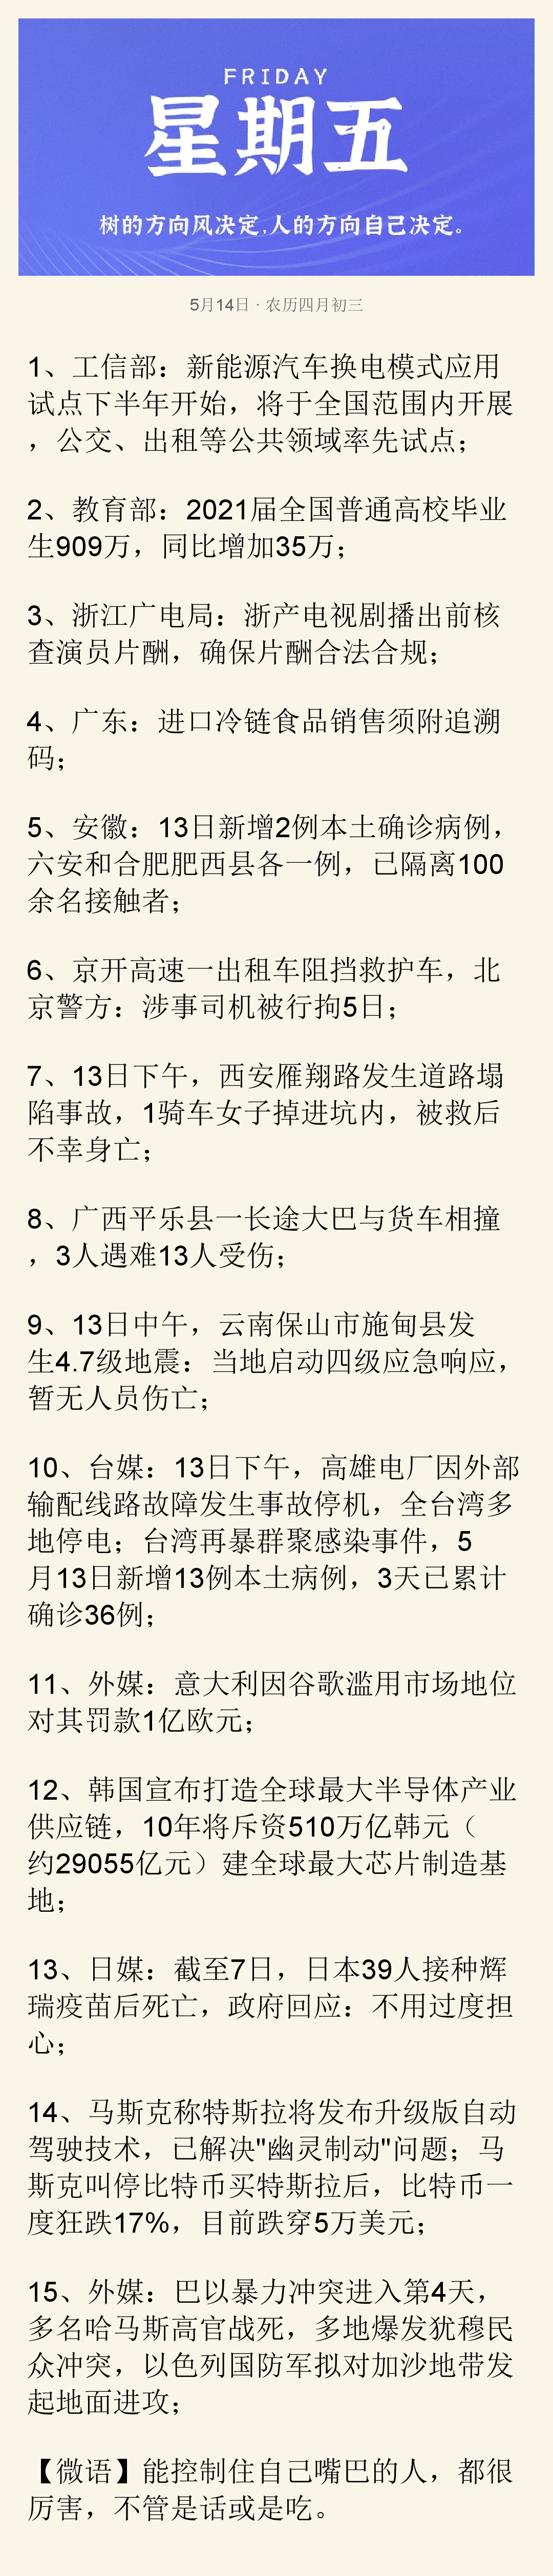 FRIDAY
星期五
树的方向风决定,人的方向自己决定。
5月14日 · 农历四月初三
1、工信部：新能源汽车换电模式应用
试点下半年开始，将于全国范围内开展
，公交、出租等公共领域率先试点；
2、教育部：2021届全国普通高校毕业
生909万，同比增加35万；
3、浙江广电局：浙产电视剧播出前核
查演员片酬，确保片酬合法合规；
4、广东：进口冷链食品销售须附追溯
码；
5、安徽：13日新增2例本土确诊病例，
六安和合肥肥西县各一例，已隔离100
余名接触者；
6、京开高速一出租车阻挡救护车，北
京警方：涉事司机被行拘5日；
7、13日下午，西安雁翔路发生道路塌
陷事故，1骑车女子掉进坑内，被救后
不幸身亡；
8、广西平乐县一长途大巴与货车相撞
，3人遇难13人受伤；
9、13日中午，云南保山市施甸县发
生4.7级地震：当地启动四级应急响应，
暂无人员伤亡；
10、台媒：13日下午，高雄电厂因外部
输配线路故障发生事故停机，全台湾多
地停电；台湾再暴群聚感染事件，5
月13日新增13例本土病例，3天已累计
确诊36例；
11、外媒：意大利因谷歌滥用市场地位
对其罚款1亿欧元；
12、韩国宣布打造全球最大半导体产业
供应链，10年将斥资510万亿韩元（
约29055亿元）建全球最大芯片制造基
地；
13、日媒：截至7日，日本39人接种辉
瑞疫苗后死亡，政府回应：不用过度担
心；
14、马斯克称特斯拉将发布升级版自动
驾驶技术，已解决"幽灵制动"问题；马
斯克叫停比特币买特斯拉后，比特币一
度狂跌17%，目前跌穿5万美元；
15、外媒：巴以暴力冲突进入第4天，
多名哈马斯高官战死，多地爆发犹穆民
众冲突，以色列国防军拟对加沙地带发
起地面进攻；
【微语】能控制住自己嘴巴的人，都很
厉害，不管是话或是吃。